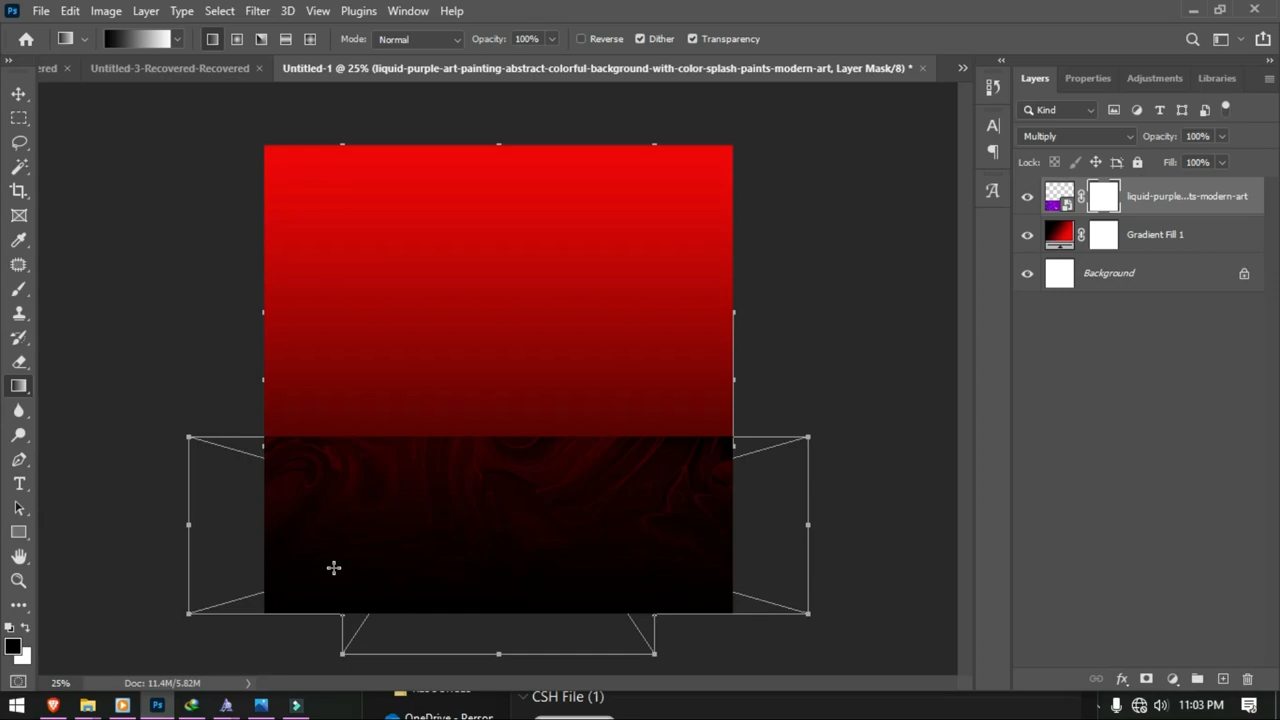 Ps File Edit Image Layer Type Select Filter 3D View Plugins Window Help
Mode: Normal Opacity: 100% Reverse Dither Transparency
ered × Untitled-3-Recovered-Recovered × Untitled-1 @ 25% (liquid-purple-art-painting-abstract-colorful-background-with-color-splash-paints-modern-art, Layer Mask/8) * ×
Layers Properties Adjustments Libraries
Kind
Multiply Opacity: 100%
Lock: Fill: 100%
liquid-purple...ts-modern-art
Gradient Fill 1
Background
25% Doc: 11.4M/5.82M
CSH File (1)
OneDrive - Person
11:03 PM